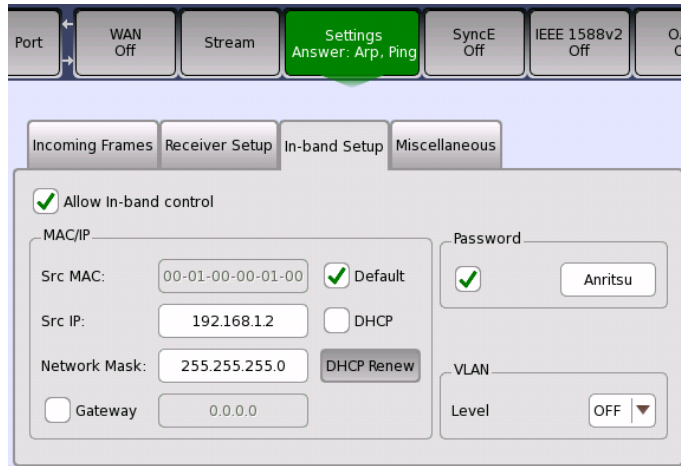 Port
WAN
Off
Stream
Settings
Answer: Arp, Ping
SyncE
Off
IEEE 1588v2
Off
Incoming Frames
Receiver Setup
In-band Setup
Miscellaneous
Allow In-band control
MAC/IP
Src MAC: 00-01-00-00-01-00 Default
Src IP: 192.168.1.2 DHCP
Network Mask: 255.255.255.0 DHCP Renew
Gateway 0.0.0.0
Password
Anritsu
VLAN
Level OFF